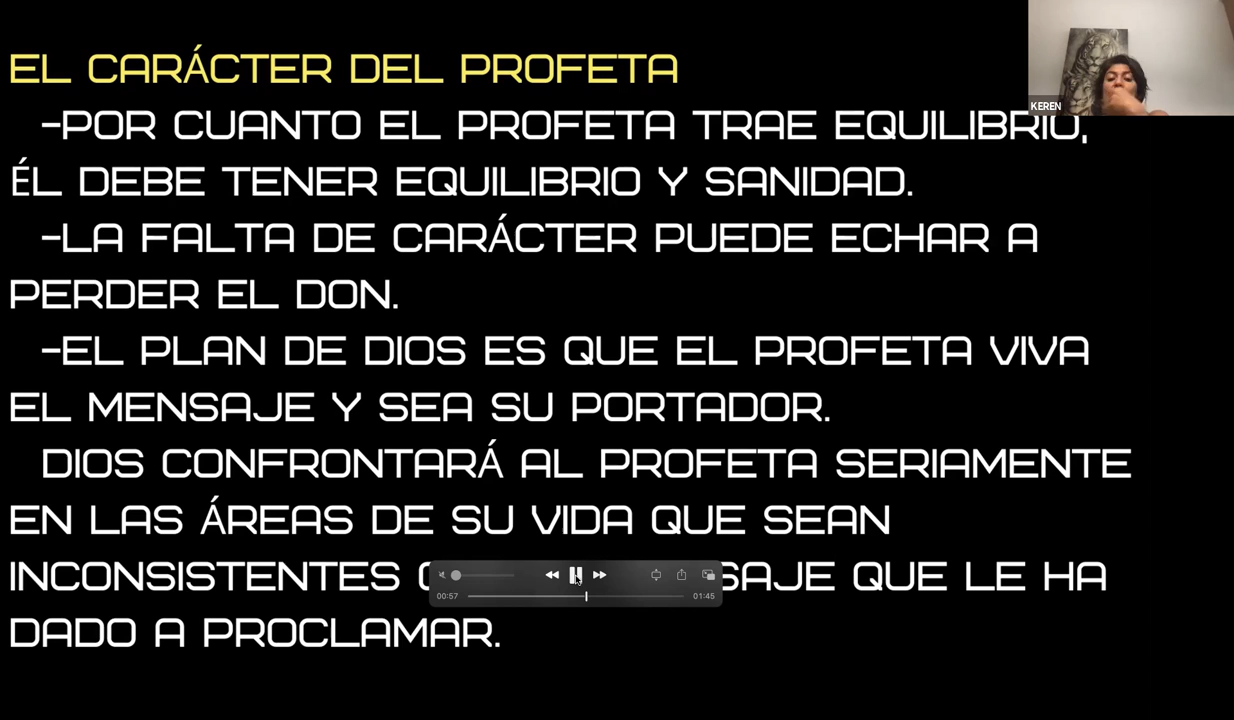 EL CARÁCTER DEL PROFETA
KEREN
-POR CUANTO EL PROFETA TRAE EQUILIBRIO,
ÉL DEBE TENER EQUILIBRIO Y SANIDAD.
-LA FALTA DE CARÁCTER PUEDE ECHAR A
PERDER EL DON.
-EL PLAN DE DIOS ES QUE EL PROFETA VIVA
EL MENSAJE Y SEA SU PORTADOR.
DIOS CONFRONTARÁ AL PROFETA SERIAMENTE
EN LAS ÁREAS DE SU VIDA QUE SEAN
INCONSISTENTES QUE LE HA
00:57 01:45
DADO A PROCLAMAR.